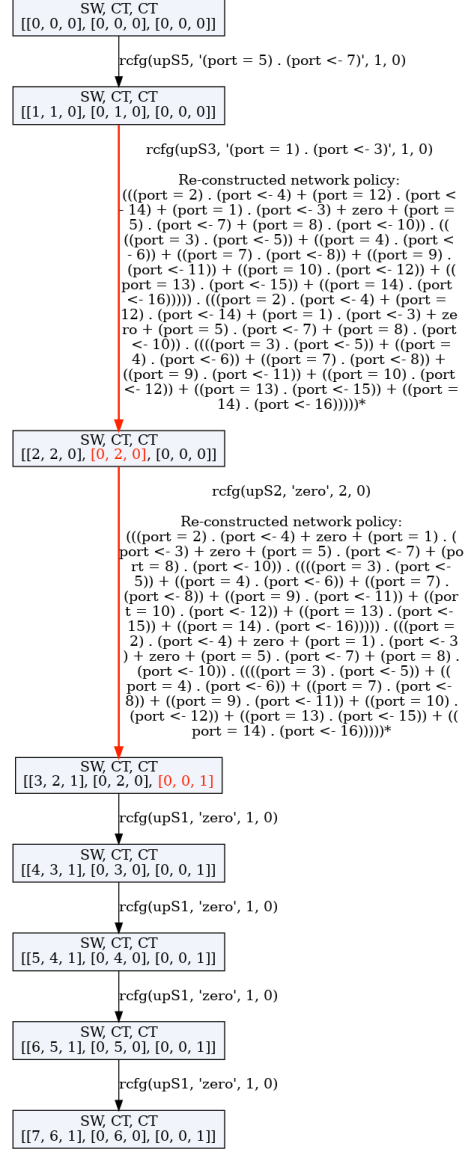 SW, CT, CT
[[0, 0, 0], [0, 0, 0], [0, 0, 0]]
rcfg(upS5, '(port = 5) . (port <- 7)', 1, 0)
SW, CT, CT
[[1, 1, 0], [0, 1, 0], [0, 0, 0]]
rcfg(upS3, '(port = 1) . (port <- 3)', 1, 0)
Re-constructed network policy:
(((port = 2) . (port <- 4) + (port = 12) . (port <
- 14) + (port = 1) . (port <- 3) + zero + (port =
5) . (port <- 7) + (port = 8) . (port <- 10)) . ((
((port = 3) . (port <- 5)) + ((port = 4) . (port <
- 6)) + ((port = 7) . (port <- 8)) + ((port = 9) .
(port <- 11)) + ((port = 10) . (port <- 12)) + ((
port = 13) . (port <- 15)) + ((port = 14) . (port
<- 16))))) . (((port = 2) . (port <- 4) + (port =
12) . (port <- 14) + (port = 1) . (port <- 3) + ze
ro + (port = 5) . (port <- 7) + (port = 8) . (port
<- 10)) . ((((port = 3) . (port <- 5)) + ((port =
4) . (port <- 6)) + ((port = 7) . (port <- 8)) +
((port = 9) . (port <- 11)) + ((port = 10) . (port
<- 12)) + ((port = 13) . (port <- 15)) + ((port =
14) . (port <- 16)))))*
SW, CT, CT
[[2, 2, 0], [0, 2, 0], [0, 0, 0]]
rcfg(upS2, 'zero', 2, 0)
Re-constructed network policy:
(((port = 2) . (port <- 4) + zero + (port = 1) . (
port <- 3) + zero + (port = 5) . (port <- 7) + (po
rt = 8) . (port <- 10)) . ((((port = 3) . (port <-
5)) + ((port = 4) . (port <- 6)) + ((port = 7) .
(port <- 8)) + ((port = 9) . (port <- 11)) + ((por
t = 10) . (port <- 12)) + ((port = 13) . (port <-
15)) + ((port = 14) . (port <- 16))))) . (((port =
2) . (port <- 4) + zero + (port = 1) . (port <- 3
) + zero + (port = 5) . (port <- 7) + (port = 8) .
(port <- 10)) . ((((port = 3) . (port <- 5)) + ((
port = 4) . (port <- 6)) + ((port = 7) . (port <-
8)) + ((port = 9) . (port <- 11)) + ((port = 10) .
(port <- 12)) + ((port = 13) . (port <- 15)) + ((
port = 14) . (port <- 16)))))*
SW, CT, CT
[[3, 2, 1], [0, 2, 0], [0, 0, 1]
rcfg(upS1, 'zero', 1, 0)
SW, CT, CT
[[4, 3, 1], [0, 3, 0], [0, 0, 1]]
rcfg(upS1, 'zero', 1, 0)
SW, CT, CT
[[5, 4, 1], [0, 4, 0], [0, 0, 1]]
rcfg(upS1, 'zero', 1, 0)
SW, CT, CT
[[6, 5, 1], [0, 5, 0], [0, 0, 1]]
rcfg(upS1, 'zero', 1, 0)
SW, CT, CT
[[7, 6, 1], [0, 6, 0], [0, 0, 1]]